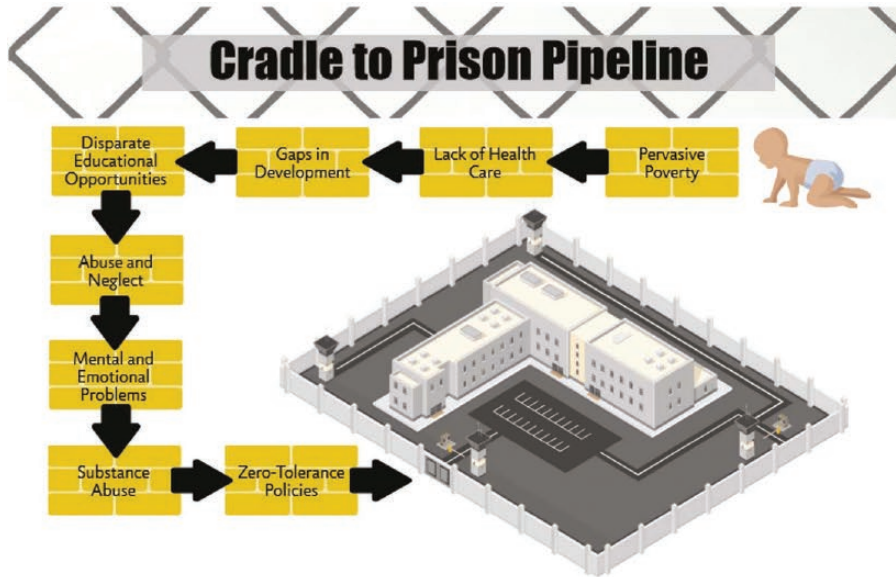 Cradle to Prison Pipeline
Pervasive
Poverty
Lack of Health
Care
Gaps in
Development
Disparate
Educational
Opportunities
Abuse and
Neglect
Mental and
Emotional
Problems
Substance
Abuse
Zero-Tolerance
Policies